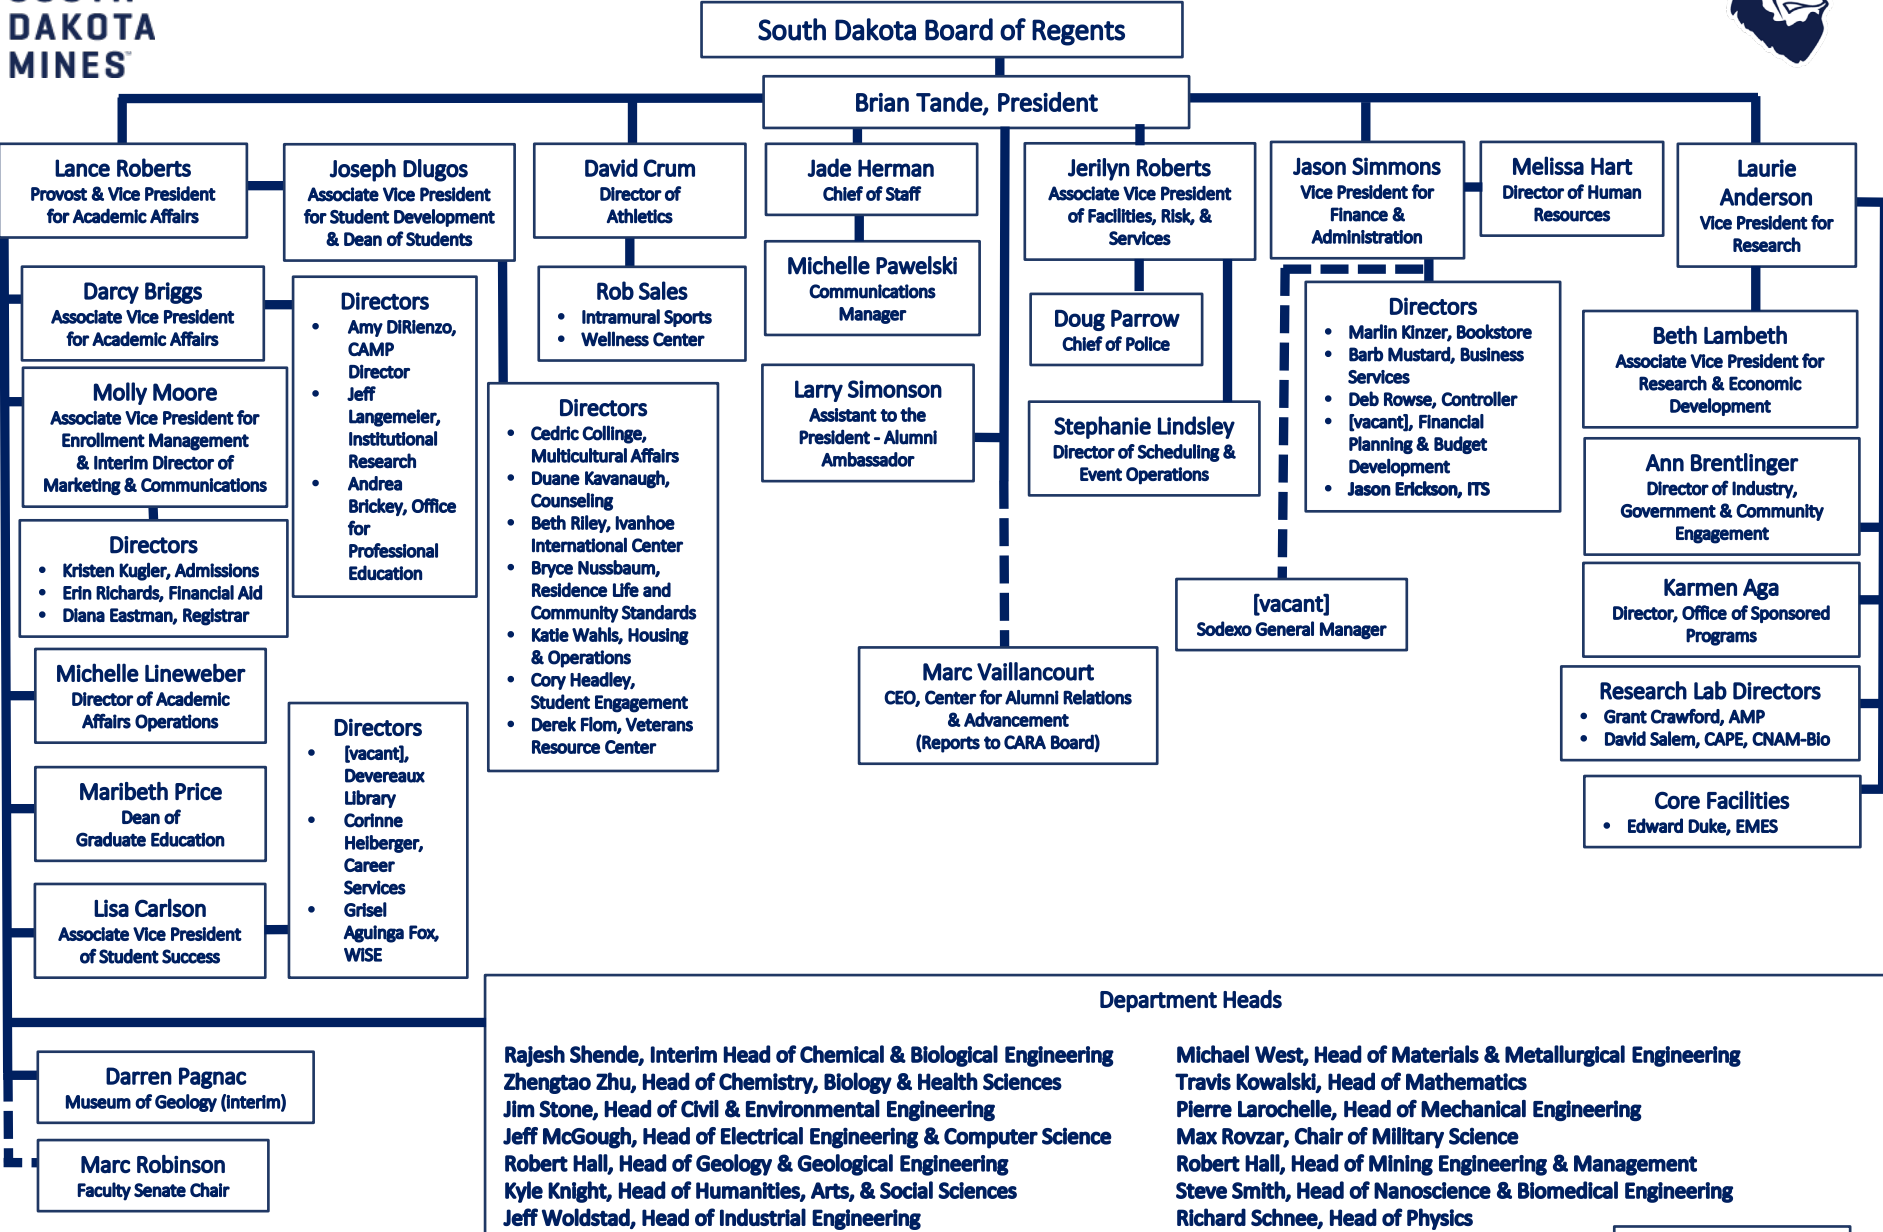 DAKOTA
MINES
South Dakota Board of Regents
Brian Tande, President
Lance Roberts
Provost & Vice President
for Academic Affairs
Joseph Dlugos
Associate Vice President
for Student Development
& Dean of Students
David Crum
Director of
Athletics
Jade Herman
Chief of Staff
Jerilyn Roberts
Associate Vice President
of Facilities, Risk, &
Services
Jason Simmons
Vice President for
Finance &
Administration
Melissa Hart
Director of Human
Resources
Laurie
Anderson
Vice President for
Research
Darcy Briggs
Associate Vice President
for Academic Affairs
Directors
• Amy DiRienzo,
CAMP
Director
• Jeff
Langemeier,
Institutional
Research
• Andrea
Brickey, Office
for
Professional
Education
Molly Moore
Associate Vice President for
Enrollment Management
& Interim Director of
Marketing & Communications
Directors
• Kristen Kugler, Admissions
• Erin Richards, Financial Aid
• Diana Eastman, Registrar
Michelle Lineweber
Director of Academic
Affairs Operations
Maribeth Price
Dean of
Graduate Education
Lisa Carlson
Associate Vice President
of Student Success
Directors
• [vacant],
Devereaux
Library
• Corinne
Heiberger,
Career
Services
• Grisel
Aguinga Fox,
WISE
Directors
• Cedric Collinge,
Multicultural Affairs
• Duane Kavanaugh,
Counseling
• Beth Riley, Ivanhoe
International Center
• Bryce Nussbaum,
Residence Life and
Community Standards
• Katie Wahls, Housing
& Operations
• Cory Headley,
Student Engagement
• Derek Flom, Veterans
Resource Center
Rob Sales
• Intramural Sports
• Wellness Center
Michelle Pawelski
Communications
Manager
Larry Simonson
Assistant to the
President - Alumni
Ambassador
Marc Vaillancourt
CEO, Center for Alumni Relations
& Advancement
(Reports to CARA Board)
Doug Parrow
Chief of Police
Stephanie Lindsley
Director of Scheduling &
Event Operations
Directors
• Marlin Kinzer, Bookstore
• Barb Mustard, Business
Services
• Deb Rowse, Controller
• [vacant], Financial
Planning & Budget
Development
• Jason Erickson, ITS
[vacant]
Sodexo General Manager
Beth Lambeth
Associate Vice President for
Research & Economic
Development
Ann Brentlinger
Director of Industry,
Government & Community
Engagement
Karmen Aga
Director, Office of Sponsored
Programs
Research Lab Directors
• Grant Crawford, AMP
• David Salem, CAPE, CNAM-Bio
Core Facilities
• Edward Duke, EMES
Darren Pagnac
Museum of Geology (interim)
Marc Robinson
Faculty Senate Chair
Department Heads
Rajesh Shende, Interim Head of Chemical & Biological Engineering
Zhengtao Zhu, Head of Chemistry, Biology & Health Sciences
Jim Stone, Head of Civil & Environmental Engineering
Jeff McGough, Head of Electrical Engineering & Computer Science
Robert Hall, Head of Geology & Geological Engineering
Kyle Knight, Head of Humanities, Arts, & Social Sciences
Jeff Woldstad, Head of Industrial Engineering
Michael West, Head of Materials & Metallurgical Engineering
Travis Kowalski, Head of Mathematics
Pierre Larochelle, Head of Mechanical Engineering
Max Rovzar, Chair of Military Science
Robert Hall, Head of Mining Engineering & Management
Steve Smith, Head of Nanoscience & Biomedical Engineering
Richard Schnee, Head of Physics